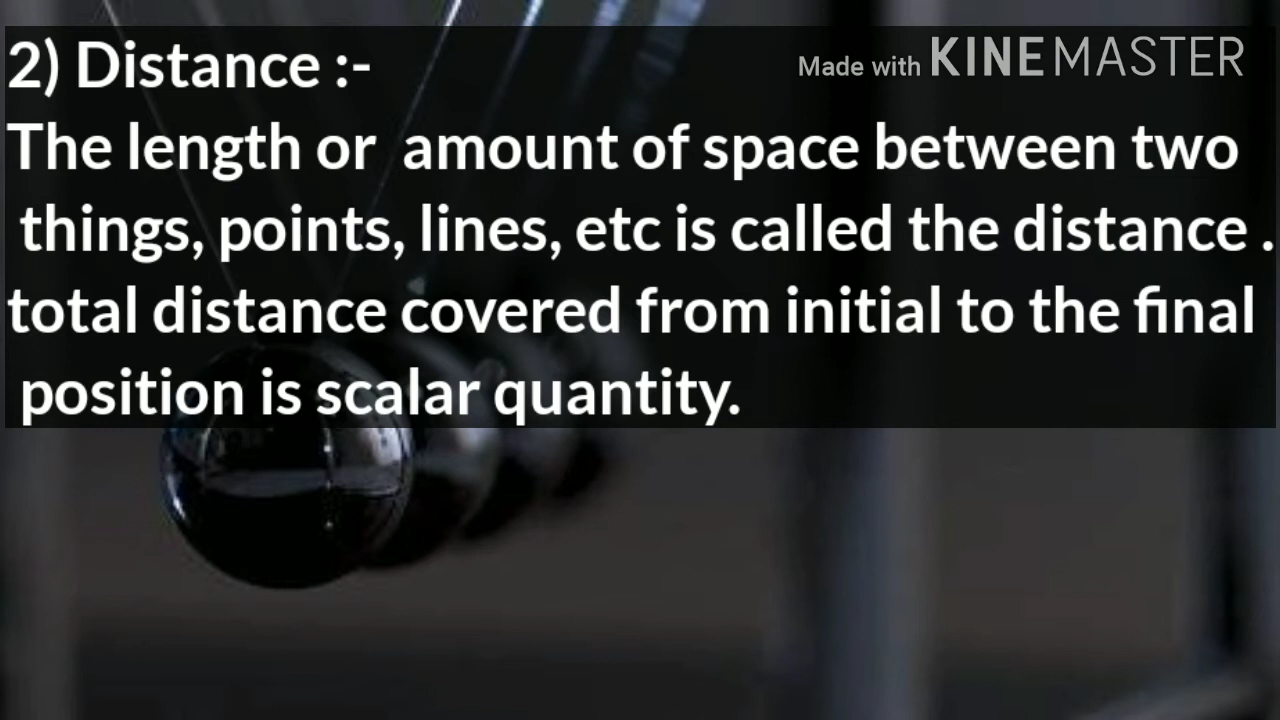 2) Distance :-
Made with KINEMASTER
The length or amount of space between two
things, points, lines, etc is called the distance .
total distance covered from initial to the final
position is scalar quantity.